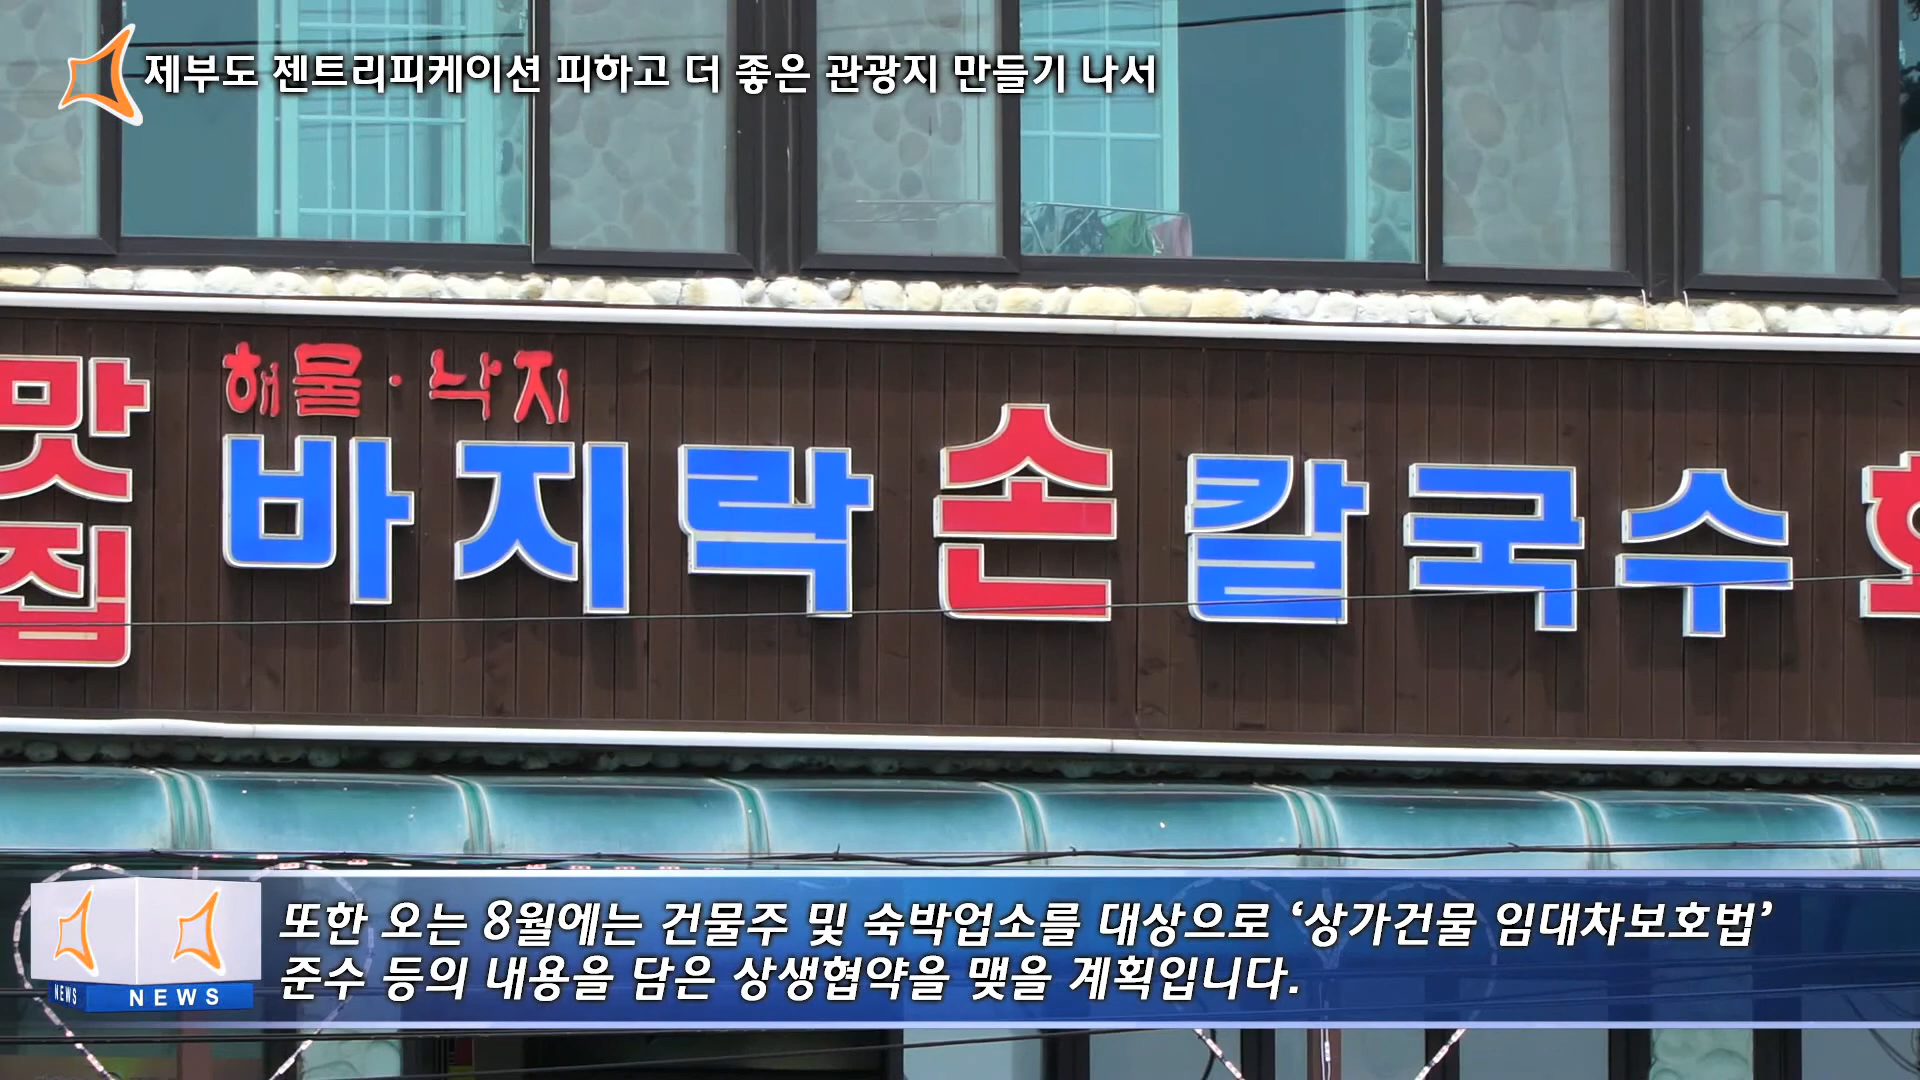 제부도 젠트리피케이션 피하고 더 좋은 관광지 만들기 나서
맛집
해물·낙지
바지락손칼국수
또한 오는 8월에는 건물주 및 숙박업소를 대상으로 ‘상가건물 임대차보호법’
준수 등의 내용을 담은 상생협약을 맺을 계획입니다.
NEWS
NEWS